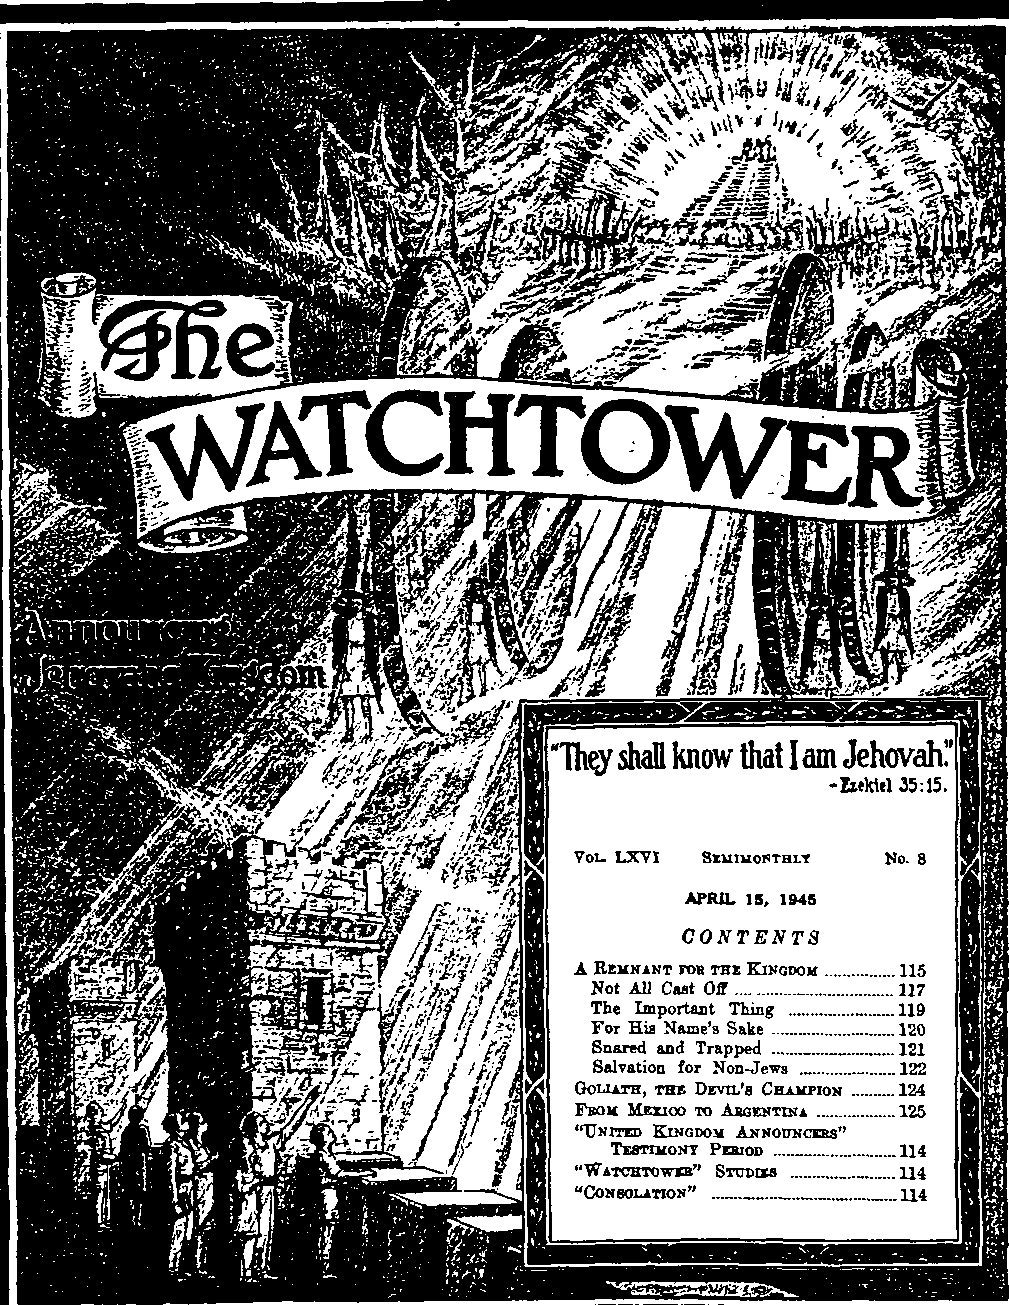 The
WATCHTOWER
Announcing
Jehovah's Kingdom
"They shall know that I am Jehovah."
-Ezekiel 35:15.
VOL. LXVI SEMIMONTHLY No. 8
APRIL 15, 1945
CONTENTS
A REMNANT FOR THE KINGDOM ............... 115
Not All Cast Off ................................ 117
The Important Thing ...................... 119
For His Name's Sake ......................... 120
Snared and Trapped ......................... 121
Salvation for Non-Jews .................... 122
GOLIATH, THE DEVIL'S CHAMPION ......... 124
FROM MEXICO TO ARGENTINA ................ 125
"UNITED KINGDOM ANNOUNCERS"
TESTIMONY PERIOD ......................... 114
"WATCHTOWER" STUDIES ...................... 114
"CONSOLATION" ...................................... 114